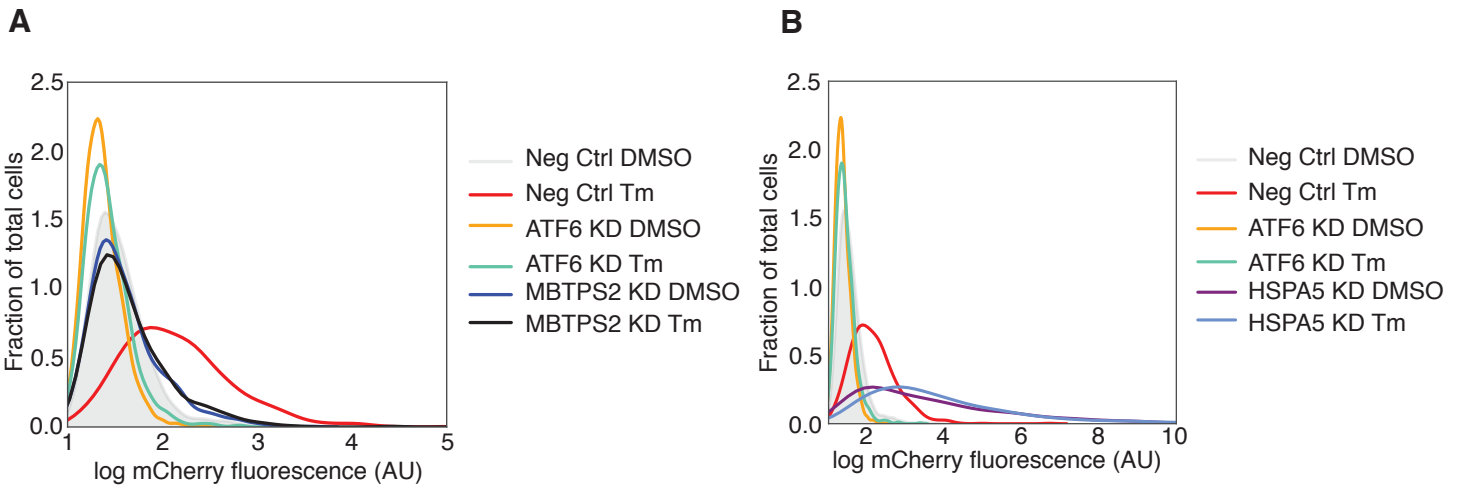 A
Fraction of total cells
2.5
2.0
1.5
1.0
0.5
0.0
1 2 3 4 5
log mCherry fluorescence (AU)
Neg Ctrl DMSO
Neg Ctrl Tm
ATF6 KD DMSO
ATF6 KD Tm
MBTPS2 KD DMSO
MBTPS2 KD Tm
B
Fraction of total cells
2.5
2.0
1.5
1.0
0.5
0.0
2 4 6 8 10
log mCherry fluorescence (AU)
Neg Ctrl DMSO
Neg Ctrl Tm
ATF6 KD DMSO
ATF6 KD Tm
HSPA5 KD DMSO
HSPA5 KD Tm